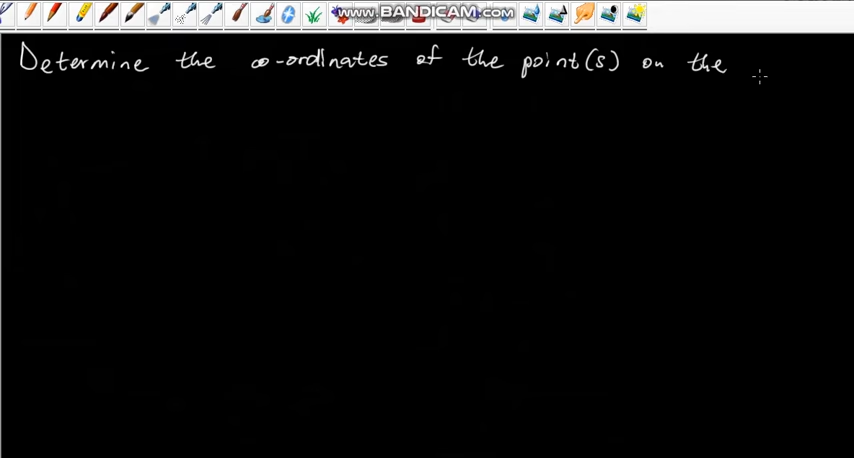 www.BANDICAM.com
Determine the co-ordinates of the point(s) on the